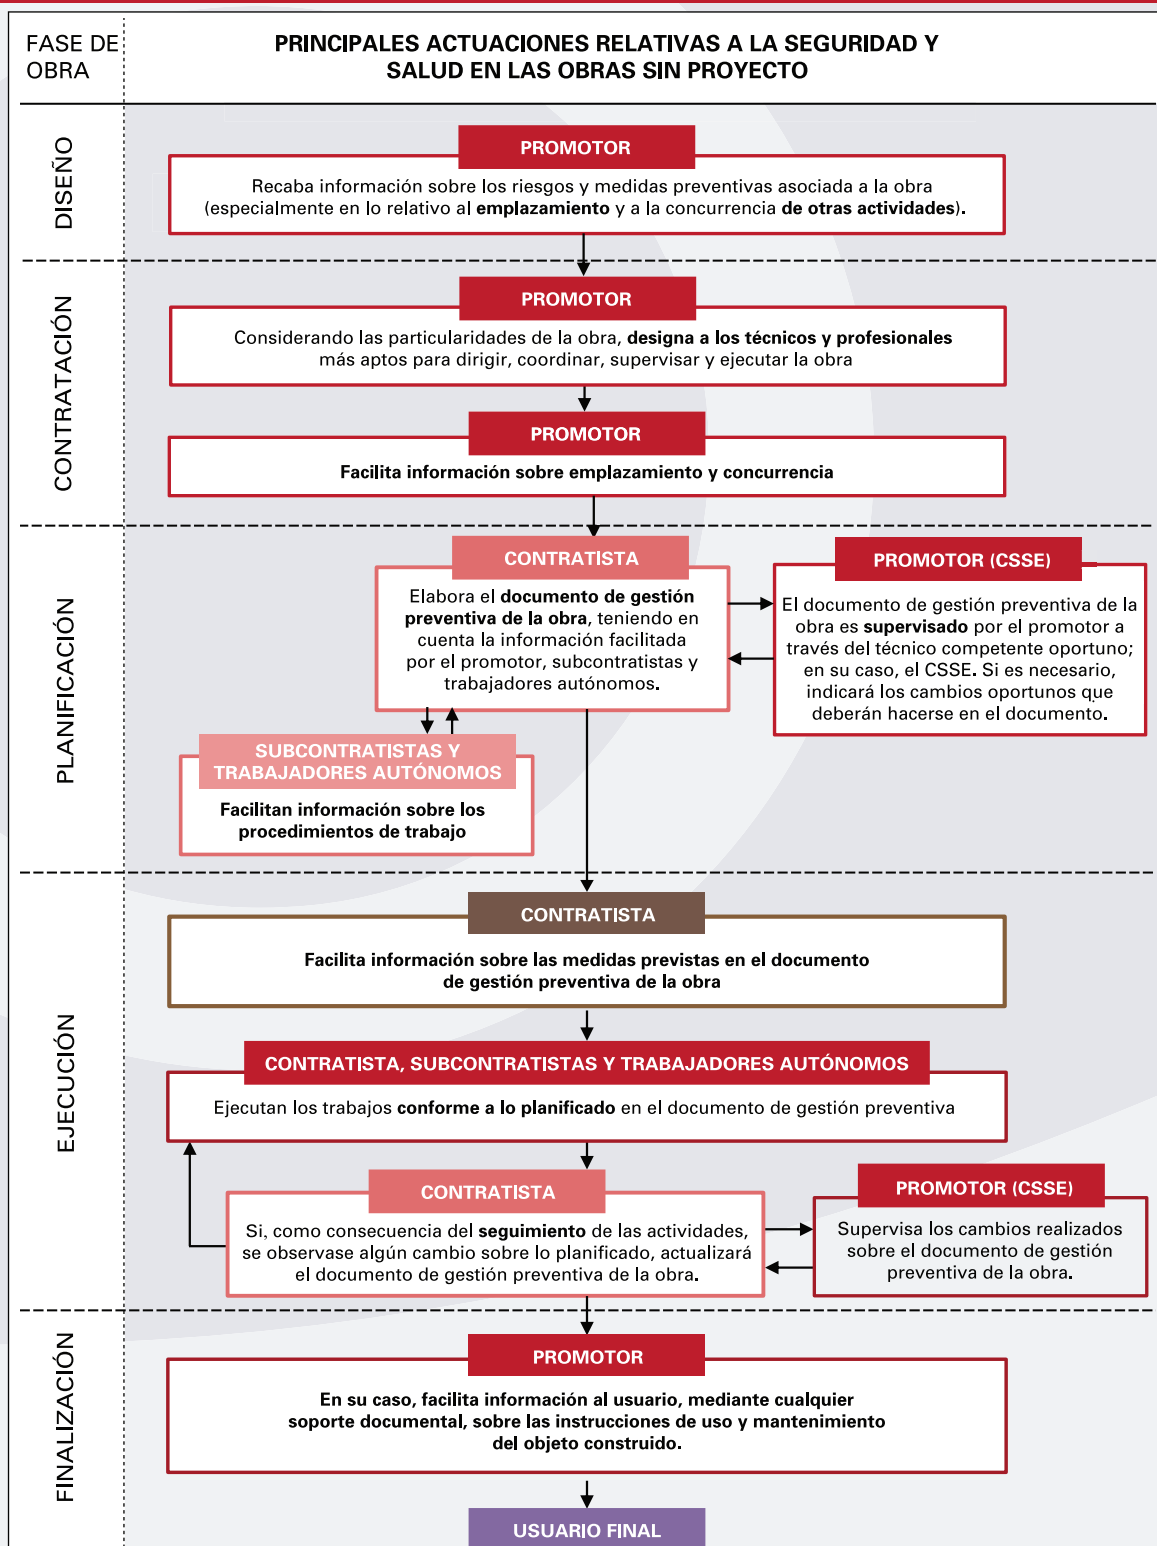 FASE DE
OBRA
PRINCIPALES ACTUACIONES RELATIVAS A LA SEGURIDAD Y
SALUD EN LAS OBRAS SIN PROYECTO
DISEÑO
PROMOTOR
Recaba información sobre los riesgos y medidas preventivas asociada a la obra
(especialmente en lo relativo al emplazamiento y a la concurrencia de otras actividades).
CONTRATACIÓN
PROMOTOR
Considerando las particularidades de la obra, designa a los técnicos y profesionales
más aptos para dirigir, coordinar, supervisar y ejecutar la obra
PROMOTOR
Facilita información sobre emplazamiento y concurrencia
PLANIFICACIÓN
CONTRATISTA
Elabora el documento de gestión
preventiva de la obra, teniendo en
cuenta la información facilitada
por el promotor, subcontratistas y
trabajadores autónomos.
PROMOTOR (CSSE)
El documento de gestión preventiva de la
obra es supervisado por el promotor a
través del técnico competente oportuno;
en su caso, el CSSE. Si es necesario,
indicará los cambios oportunos que
deberán hacerse en el documento.
SUBCONTRATISTAS Y
TRABAJADORES AUTÓNOMOS
Facilitan información sobre los
procedimientos de trabajo
EJECUCIÓN
CONTRATISTA
Facilita información sobre las medidas previstas en el documento
de gestión preventiva de la obra
CONTRATISTA, SUBCONTRATISTAS Y TRABAJADORES AUTÓNOMOS
Ejecutan los trabajos conforme a lo planificado en el documento de gestión preventiva
CONTRATISTA
Si, como consecuencia del seguimiento de las actividades,
se observase algún cambio sobre lo planificado, actualizará
el documento de gestión preventiva de la obra.
PROMOTOR (CSSE)
Supervisa los cambios realizados
sobre el documento de gestión
preventiva de la obra.
FINALIZACIÓN
PROMOTOR
En su caso, facilita información al usuario, mediante cualquier
soporte documental, sobre las instrucciones de uso y mantenimiento
del objeto construido.
USUARIO FINAL